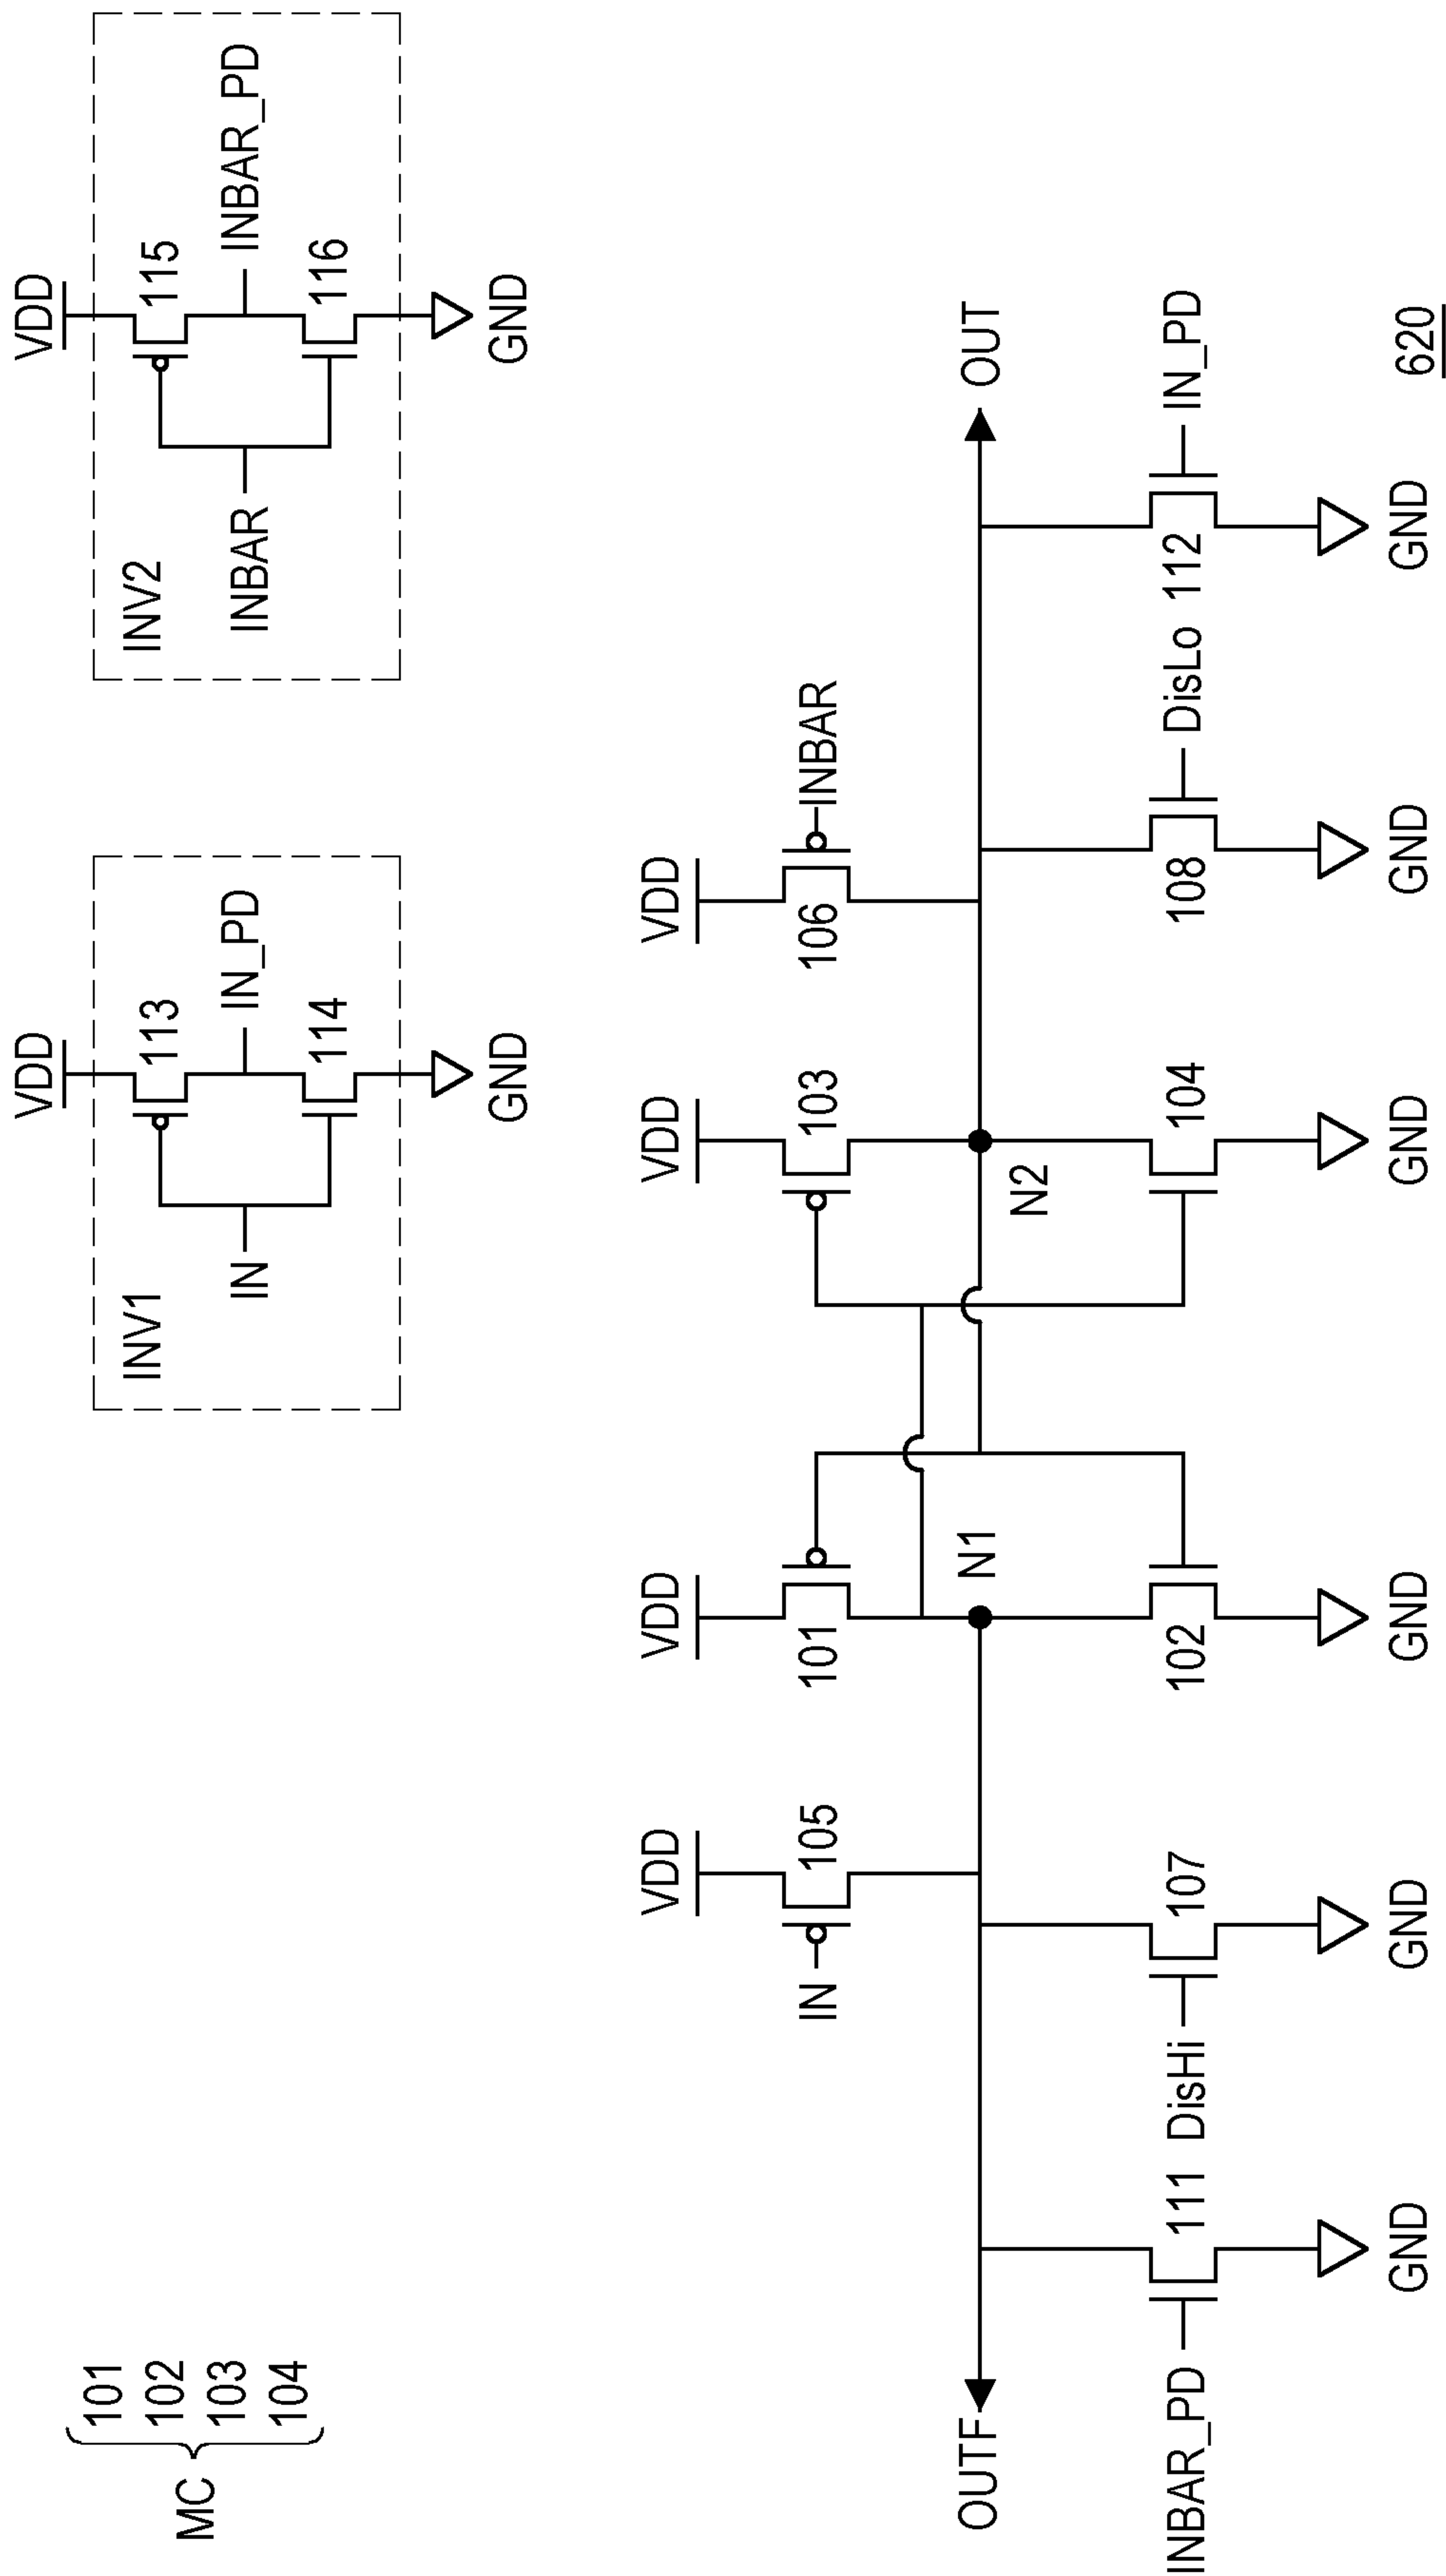 MC
101
102
103
104
INV1
VDD
113
IN
IN_PD
114
GND
INV2
VDD
115
INBAR
INBAR_PD
116
GND
VDD
VDD
VDD
VDD
IN
105
101
103
106
INBAR
OUTF
N1
N2
OUT
INBAR_PD
111
DisHi
107
102
104
108
DisLo
112
IN_PD
GND
GND
GND
GND
GND
GND
620